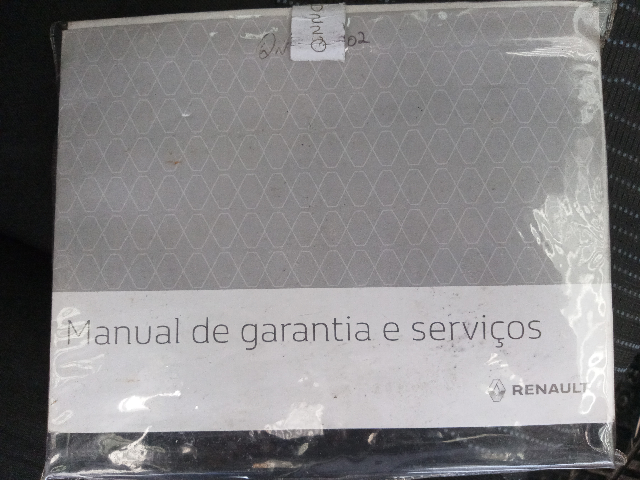 Manual de garantia e serviços
RENAULT